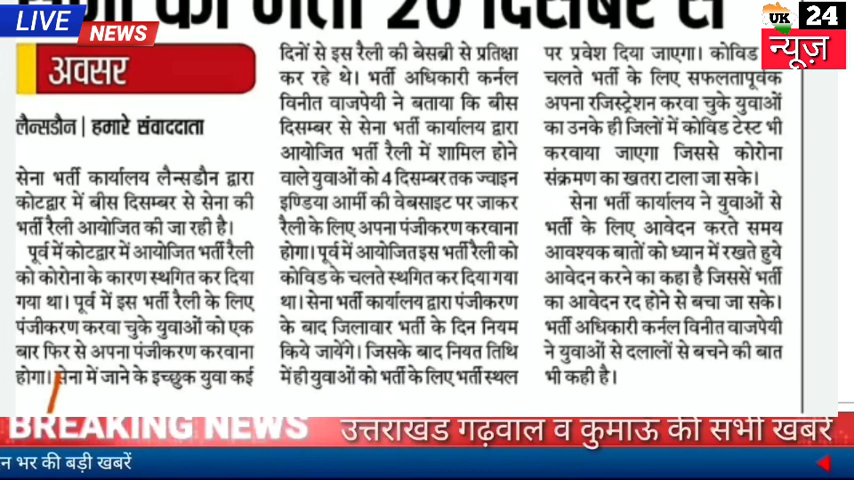 LIVE
NEWS
UK 24
न्यूज़
की भर्ती 20 दिसंबर से
अवसर
लैन्सडौन | हमारे संवाददाता
सेना भर्ती कार्यालय लैन्सडौन द्वारा
कोटद्वार में बीस दिसम्बर से सेना की
भर्ती रैली आयोजित की जा रही है।
पूर्व में कोटद्वार में आयोजित भर्ती रैली
को कोरोना के कारण स्थगित कर दिया
गया था। पूर्व में इस भर्ती रैली के लिए
पंजीकरण करवा चुके युवाओं को एक
बार फिर से अपना पंजीकरण करवाना
होगा। सेना में जाने के इच्छुक युवा कई
दिनों से इस रैली की बेसब्री से प्रतिक्षा
कर रहे थे। भर्ती अधिकारी कर्नल
विनीत वाजपेयी ने बताया कि बीस
दिसम्बर से सेना भर्ती कार्यालय द्वारा
आयोजित भर्ती रैली में शामिल होने
वाले युवाओं को 4 दिसम्बर तक ज्वाइन
इण्डिया आर्मी की वेबसाइट पर जाकर
रैली के लिए अपना पंजीकरण करवाना
होगा। पूर्व में आयोजित इस भर्ती रैली को
कोविड के चलते स्थगित कर दिया गया
था। सेना भर्ती कार्यालय द्वारा पंजीकरण
के बाद जिलावार भर्ती के दिन नियम
किये जायेंगे। जिसके बाद नियत तिथि
में ही युवाओं को भर्ती के लिए भर्ती स्थल
पर प्रवेश दिया जाएगा। कोविड
चलते भर्ती के लिए सफलतापूर्वक
अपना रजिस्ट्रेशन करवा चुके युवाओं
का उनके ही जिलों में कोविड टेस्ट भी
करवाया जाएगा जिससे कोरोना
संक्रमण का खतरा टाला जा सके।
सेना भर्ती कार्यालय ने युवाओं से
भर्ती के लिए आवेदन करते समय
आवश्यक बातों को ध्यान में रखते हुये
आवेदन करने का कहा है जिससें भर्ती
का आवेदन रद होने से बचा जा सके।
भर्ती अधिकारी कर्नल विनीत वाजपेयी
ने युवाओं से दलालों से बचने की बात
भी कही है।
BREAKING NEWS
उत्तराखंड गढ़वाल व कुमाऊ की सभी खबरें
न भर की बड़ी खबरें